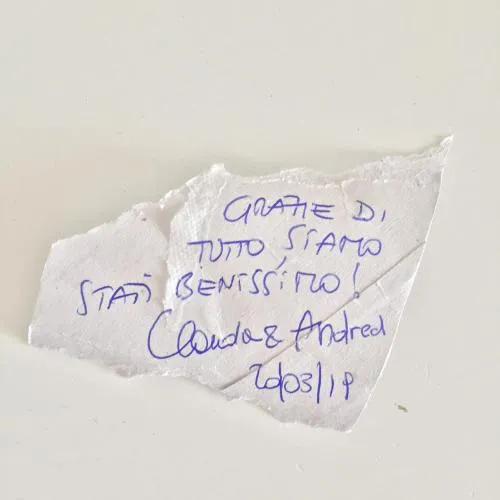 GRAZIE DI
TUTTO, SIAMO
STATI BENISSIMO!
Claudia & Andrea
20/03/19